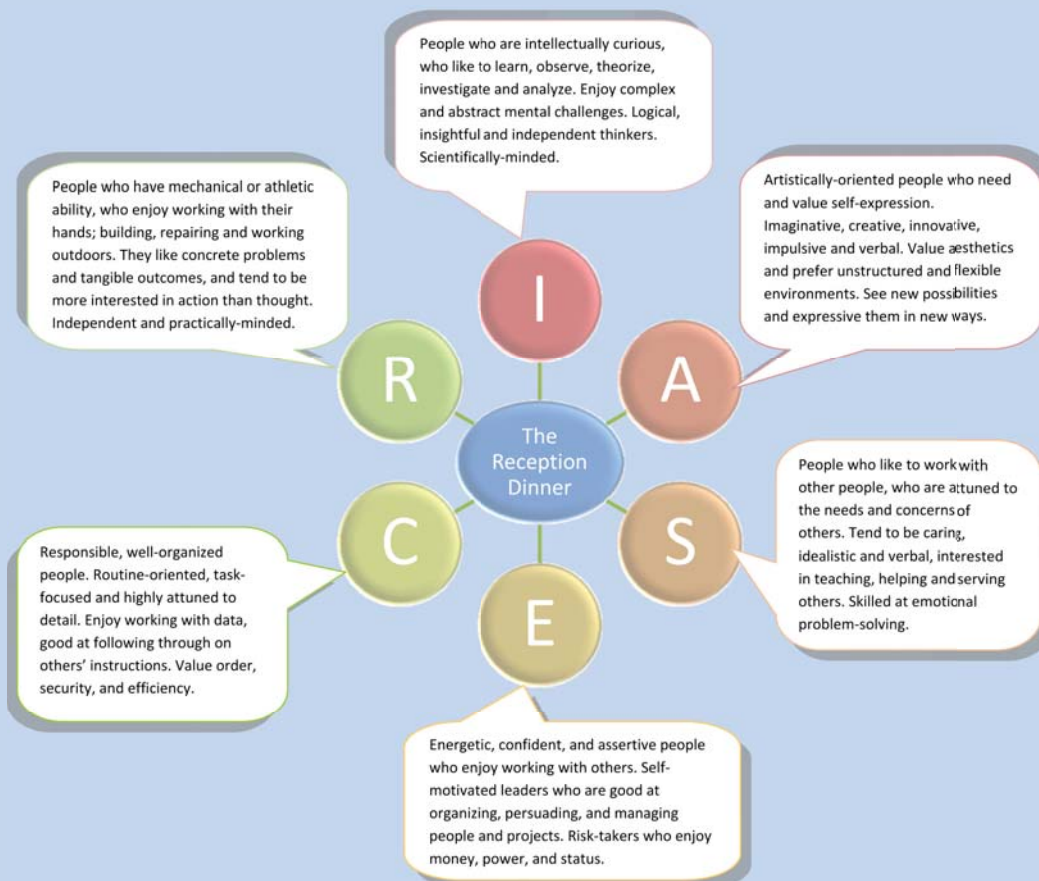 People who are intellectually curious,
who like to learn, observe, theorize,
investigate and analyze. Enjoy complex
and abstract mental challenges. Logical,
insightful and independent thinkers.
Scientifically-minded.
People who have mechanical or athletic
ability, who enjoy working with their
hands; building, repairing and working
outdoors. They like concrete problems
and tangible outcomes, and tend to be
more interested in action than thought.
Independent and practically-minded.
Artistically-oriented people who need
and value self-expression.
Imaginative, creative, innovative,
impulsive and verbal. Value aesthetics
and prefer unstructured and flexible
environments. See new possibilities
and expressive them in new ways.
I
R
A
The
Reception
Dinner
C
S
E
People who like to work with
other people, who are attuned to
the needs and concerns of
others. Tend to be caring,
idealistic and verbal, interested
in teaching, helping and serving
others. Skilled at emotional
problem-solving.
Responsible, well-organized
people. Routine-oriented, task-
focused and highly attuned to
detail. Enjoy working with data,
good at following through on
others’ instructions. Value order,
security, and efficiency.
Energetic, confident, and assertive people
who enjoy working with others. Self-
motivated leaders who are good at
organizing, persuading, and managing
people and projects. Risk-takers who enjoy
money, power, and status.